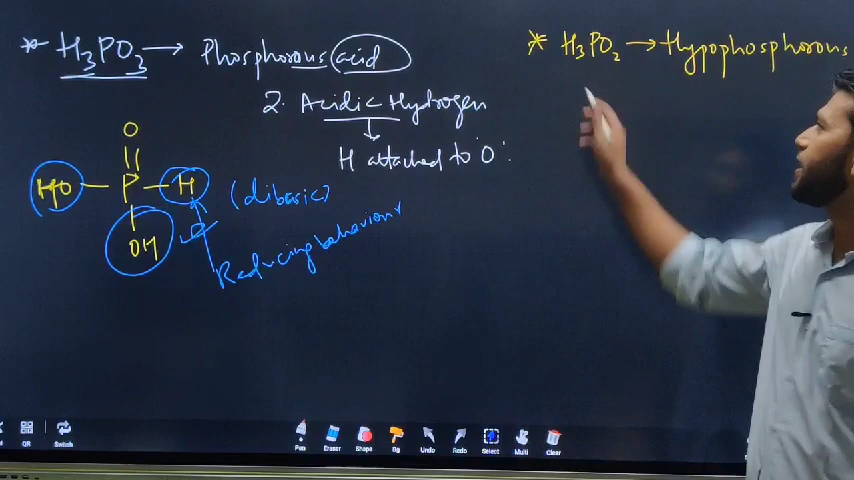 * H₃PO₃ → Phosphorous acid
2. Acidic Hydrogen
↓
H attached to 'O'.
O
||
HO — P — H (dibasic)
|
OH
Reducing behaviour
* H₃PO₂ → Hypophosphorous
QR
Switch
Pen
Eraser
Shape
Bg
Undo
Redo
Select
Multi
Clear